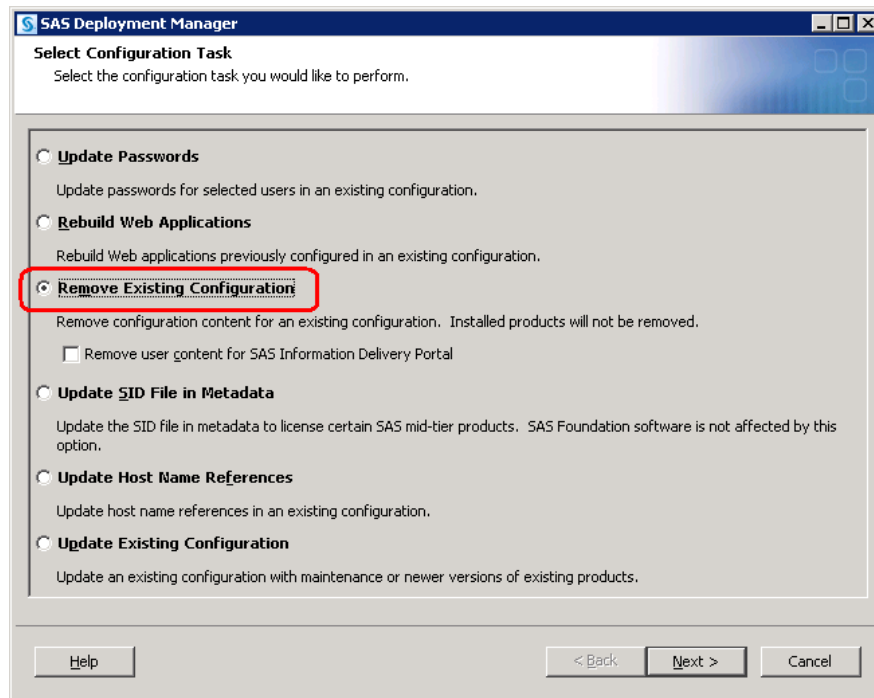 SAS Deployment Manager
Select Configuration Task
Select the configuration task you would like to perform.
Update Passwords
Update passwords for selected users in an existing configuration.
Rebuild Web Applications
Rebuild Web applications previously configured in an existing configuration.
Remove Existing Configuration
Remove configuration content for an existing configuration. Installed products will not be removed.
Remove user content for SAS Information Delivery Portal
Update SID File in Metadata
Update the SID file in metadata to license certain SAS mid-tier products. SAS Foundation software is not affected by this
option.
Update Host Name References
Update host name references in an existing configuration.
Update Existing Configuration
Update an existing configuration with maintenance or newer versions of existing products.
Help
< Back
Next >
Cancel